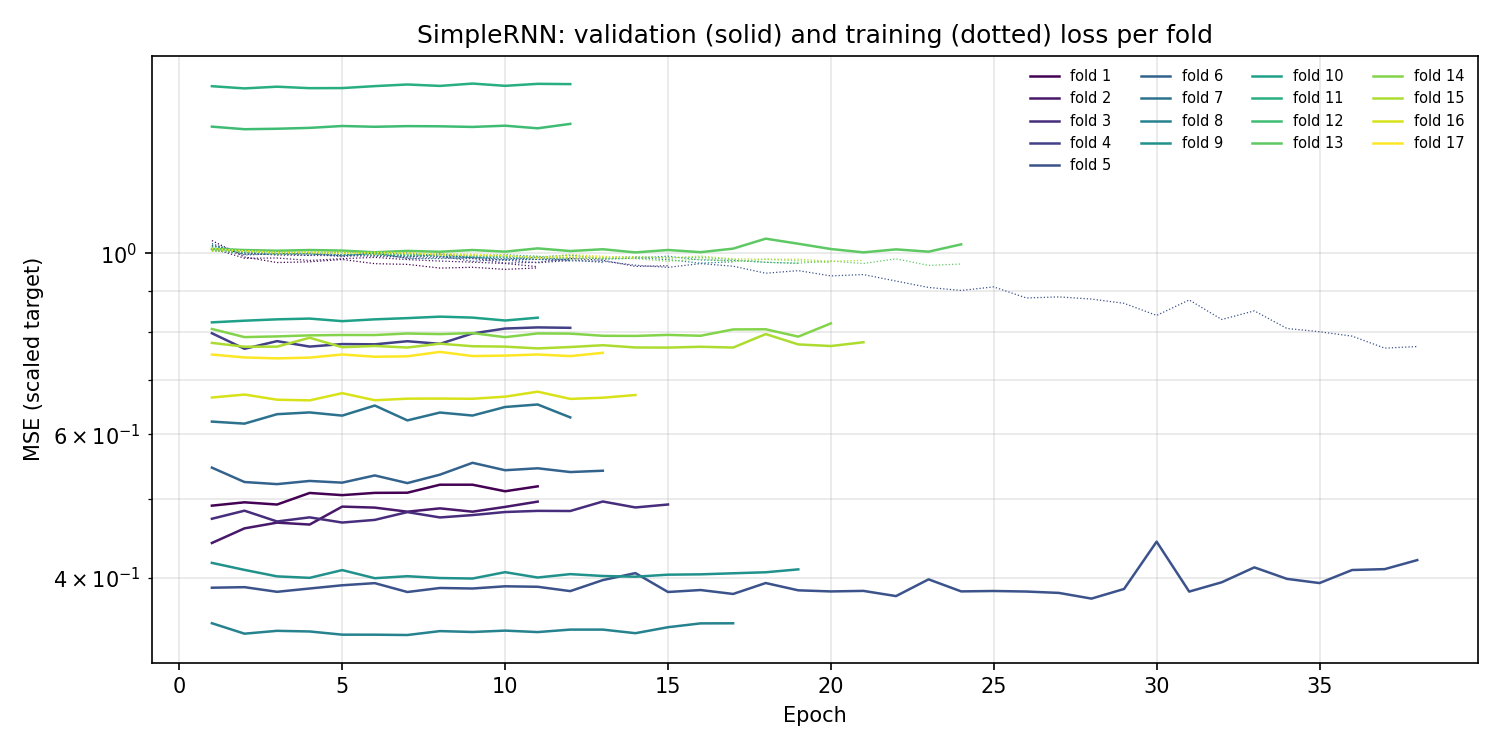 SimpleRNN: validation (solid) and training (dotted) loss per fold
MSE (scaled target)
10⁰
6 × 10⁻¹
4 × 10⁻¹
fold 1
fold 2
fold 3
fold 4
fold 5
fold 6
fold 7
fold 8
fold 9
fold 10
fold 11
fold 12
fold 13
fold 14
fold 15
fold 16
fold 17
0 5 10 15 20 25 30 35
Epoch